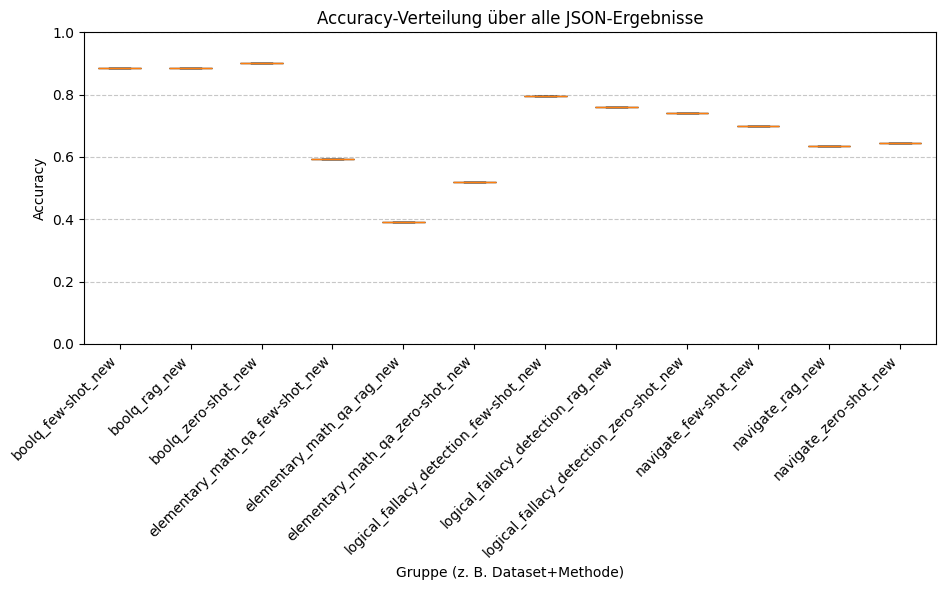 Accuracy-Verteilung über alle JSON-Ergebnisse
1.0
0.8
0.6
0.4
0.2
0.0
Accuracy
boolq_few-shot_new
boolq_rag_new
boolq_zero-shot_new
elementary_math_qa_few-shot_new
elementary_math_qa_rag_new
elementary_math_qa_zero-shot_new
logical_fallacy_detection_few-shot_new
logical_fallacy_detection_rag_new
logical_fallacy_detection_zero-shot_new
navigate_few-shot_new
navigate_rag_new
navigate_zero-shot_new
Gruppe (z. B. Dataset+Methode)